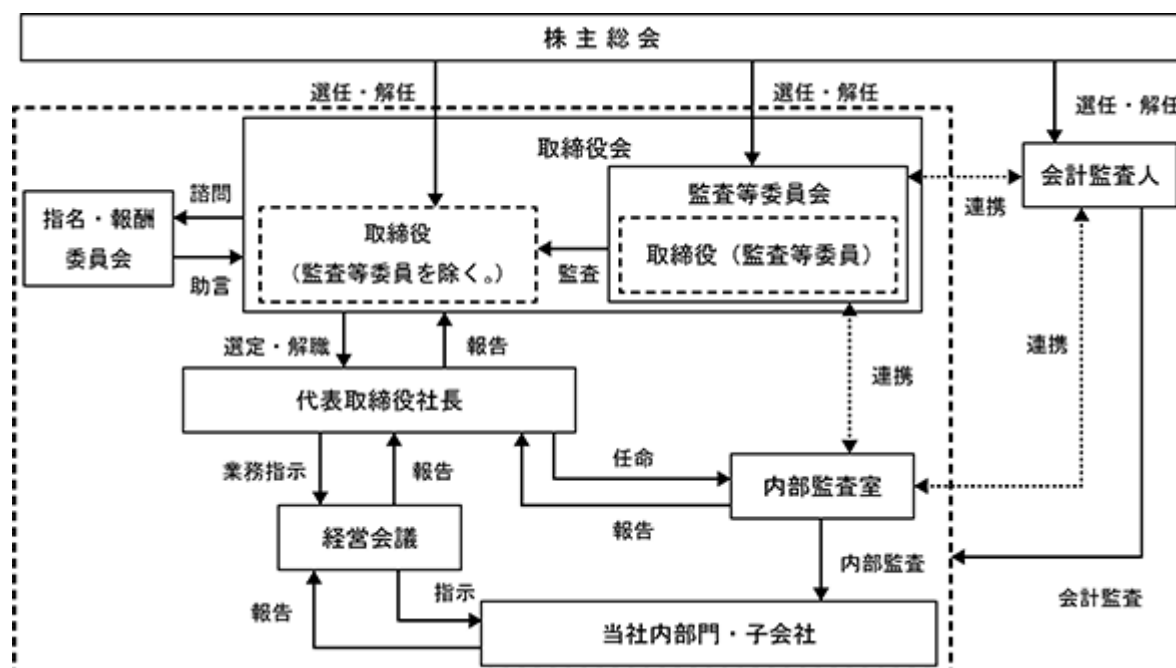 株主総会
選任・解任
選任・解任
選任・解任
取締役会
監査等委員会
会計監査人
連携
諮問
指名・報酬
委員会
助言
取締役
（監査等委員を除く。）
監査
取締役（監査等委員）
選定・解職
報告
連携
連携
代表取締役社長
業務指示
報告
任命
内部監査室
報告
経営会議
内部監査
指示
報告
会計監査
当社内部門・子会社